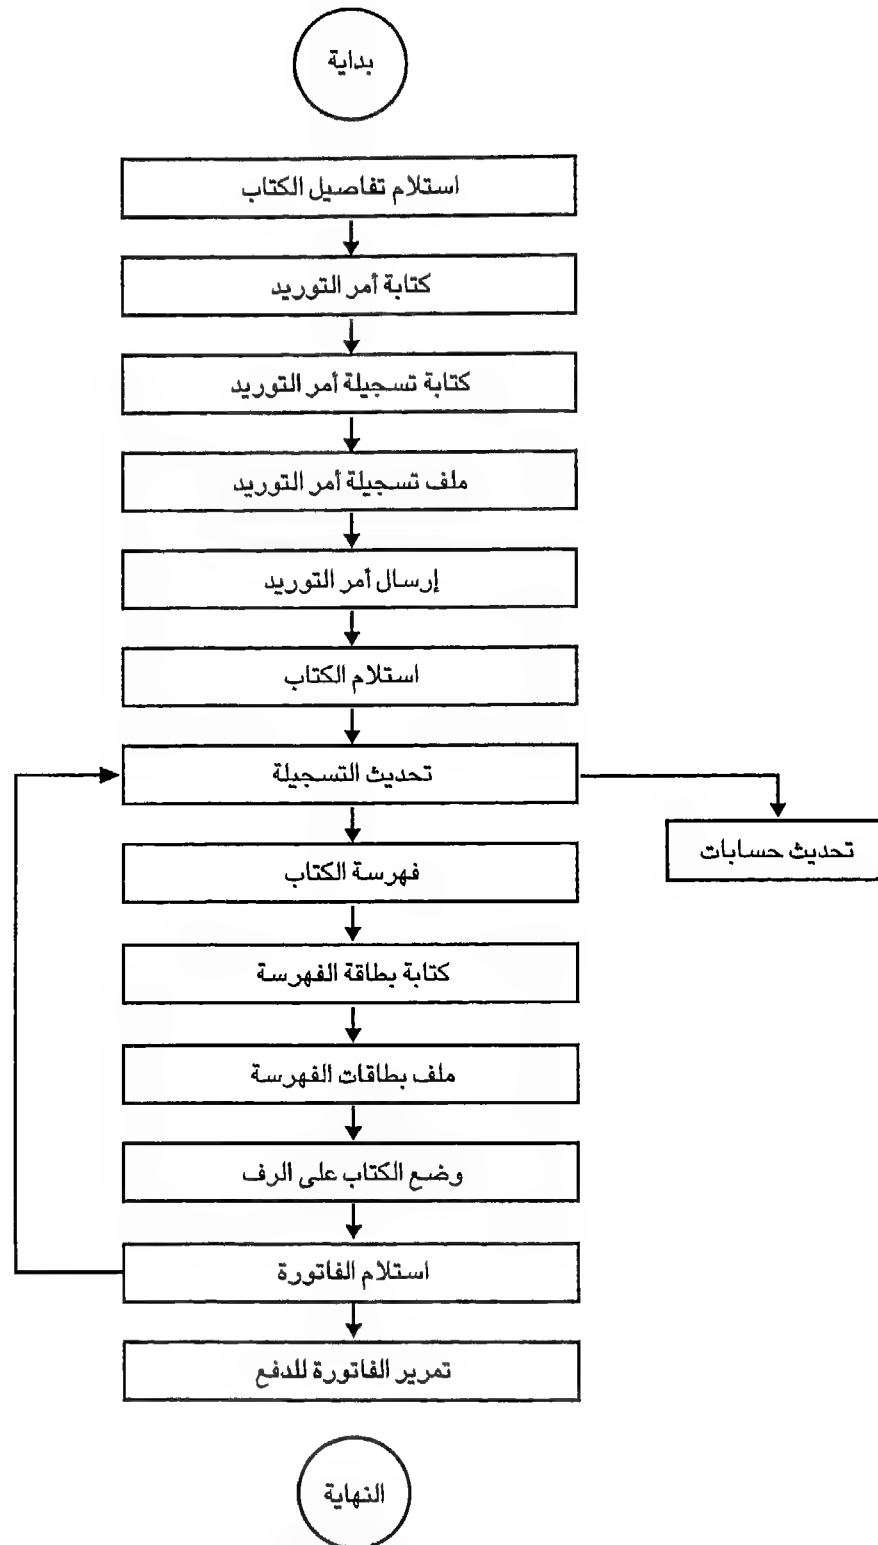 بداية
استلام تفاصيل الكتاب
كتابة أمر التوريد
كتابة تسجيلة أمر التوريد
ملف تسجيلة أمر التوريد
إرسال أمر التوريد
استلام الكتاب
تحديث التسجيلة
تحديث حسابات
فهرسة الكتاب
كتابة بطاقة الفهرسة
ملف بطاقات الفهرسة
وضع الكتاب على الرف
استلام الفاتورة
تمرير الفاتورة للدفع
النهاية